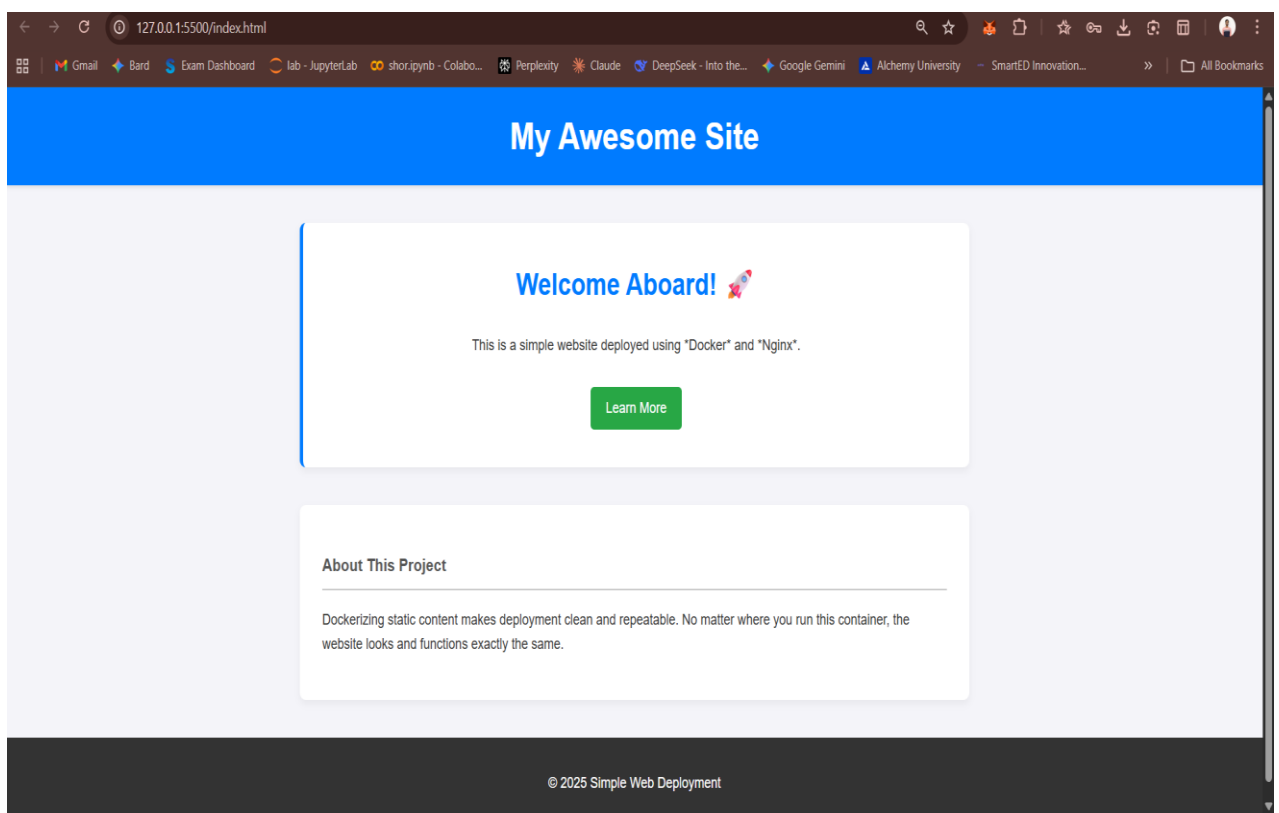 127.0.0.1:5500/index.html
Gmail Bard Exam Dashboard lab - JupyterLab shor.ipynb - Colabo... Perplexity Claude DeepSeek - Into the... Google Gemini Alchemy University SmartED Innovation... » All Bookmarks
My Awesome Site
Welcome Aboard! 🚀
This is a simple website deployed using *Docker* and *Nginx*.
Learn More
About This Project
Dockerizing static content makes deployment clean and repeatable. No matter where you run this container, the
website looks and functions exactly the same.
© 2025 Simple Web Deployment